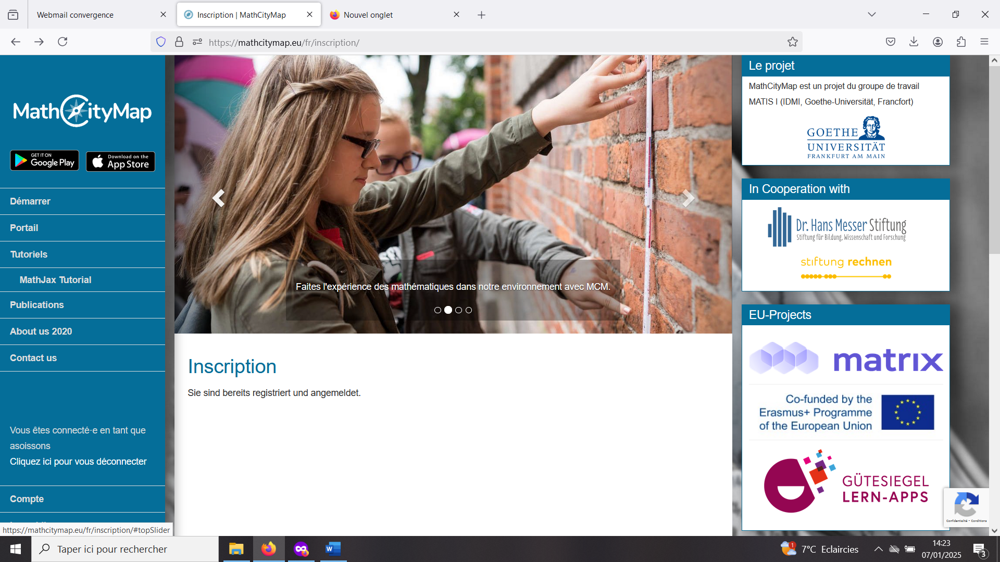 Webmail convergence
Inscription | MathCityMap
Nouvel onglet
https://mathcitymap.eu/fr/inscription/
MathCityMap
GET IT ON
Google Play
Download on the
App Store
Démarrer
Portail
Tutoriels
MathJax Tutorial
Publications
About us 2020
Contact us
Vous êtes connecté·e en tant que
asoissons
Cliquez ici pour vous déconnecter
Compte
https://mathcitymap.eu/fr/inscription/#topSlider
Faites l'expérience des mathématiques dans notre environnement avec MCM.
Inscription
Sie sind bereits registriert und angemeldet.
Le projet
MathCityMap est un projet du groupe de travail
MATIS I (IDMI, Goethe-Universität, Francfort)
GOETHE
UNIVERSITÄT
FRANKFURT AM MAIN
In Cooperation with
Dr. Hans Messer Stiftung
Stiftung für Bildung, Wissenschaft und Forschung
stiftung rechnen
EU-Projects
matrix
Co-funded by the
Erasmus+ Programme
of the European Union
GÜTESIEGEL
LERN-APPS
Confidentialité - Conditions
Taper ici pour rechercher
W
1
7°C Eclaircies
14:23
07/01/2025
3